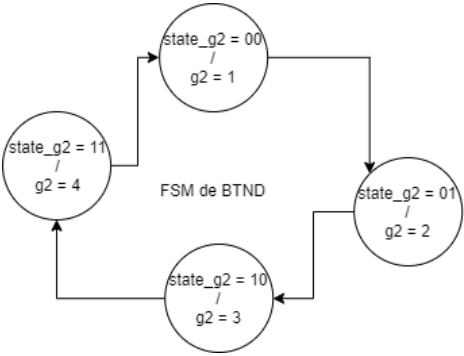 state_g2 = 00
/
g2 = 1
state_g2 = 11
/
g2 = 4
FSM de BTND
state_g2 = 01
/
g2 = 2
state_g2 = 10
/
g2 = 3